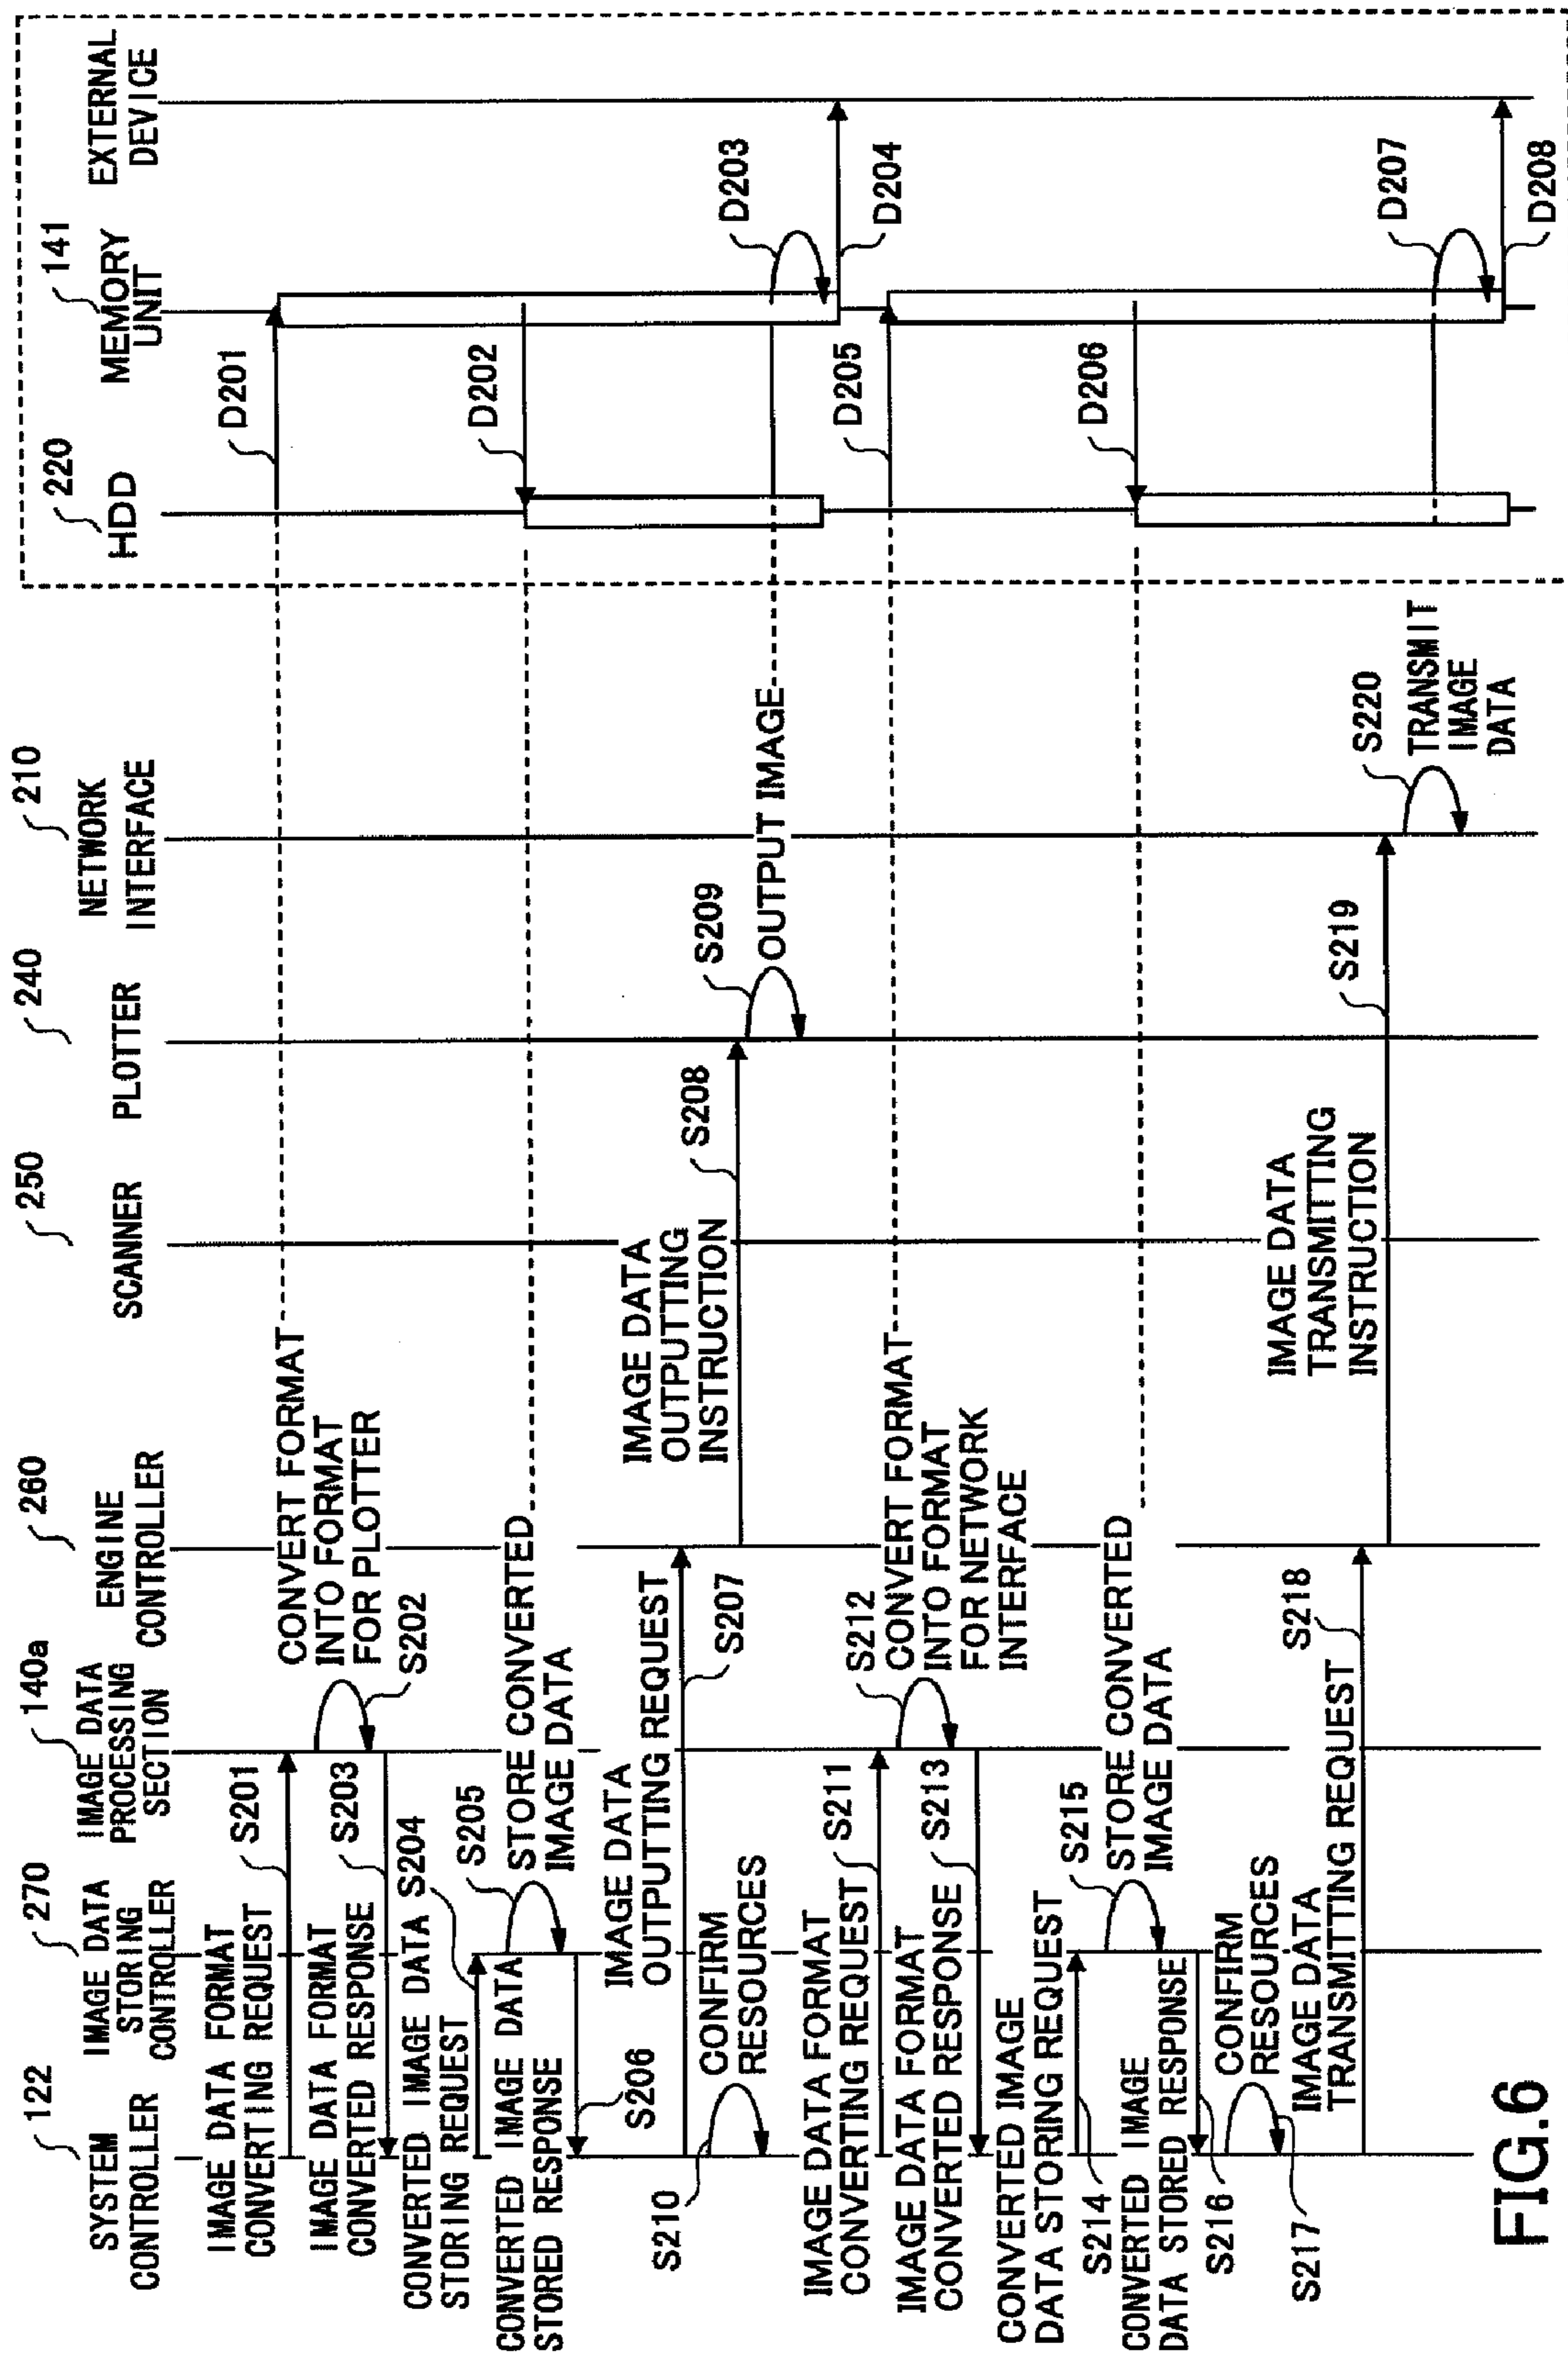 122
SYSTEM
CONTROLLER
270
IMAGE DATA
STORING
CONTROLLER
140a
IMAGE DATA
PROCESSING
SECTION
260
ENGINE
CONTROLLER
250
SCANNER
240
PLOTTER
210
NETWORK
INTERFACE
220
HDD
141
MEMORY
UNIT
EXTERNAL
DEVICE
IMAGE DATA FORMAT
CONVERTING REQUEST
S201
CONVERT FORMAT
INTO FORMAT
FOR PLOTTER
S202
D201
IMAGE DATA FORMAT
CONVERTED RESPONSE
S203
CONVERTED IMAGE DATA
STORING REQUEST
S204
S205
STORE CONVERTED
IMAGE DATA
D202
CONVERTED IMAGE DATA
STORED RESPONSE
S206
IMAGE DATA
OUTPUTTING REQUEST
S207
IMAGE DATA
OUTPUTTING
INSTRUCTION
S208
S209
OUTPUT IMAGE
D203
D204
S210
CONFIRM
RESOURCES
IMAGE DATA FORMAT
CONVERTING REQUEST
S211
S212
CONVERT FORMAT
INTO FORMAT
FOR NETWORK
INTERFACE
D205
IMAGE DATA FORMAT
CONVERTED RESPONSE
S213
CONVERTED IMAGE
DATA STORING REQUEST
S214
S215
STORE CONVERTED
IMAGE DATA
D206
CONVERTED IMAGE
DATA STORED RESPONSE
S216
CONFIRM
RESOURCES
S217
IMAGE DATA
TRANSMITTING REQUEST
S218
IMAGE DATA
TRANSMITTING
INSTRUCTION
S219
S220
TRANSMIT
IMAGE
DATA
D207
D208
FIG.6